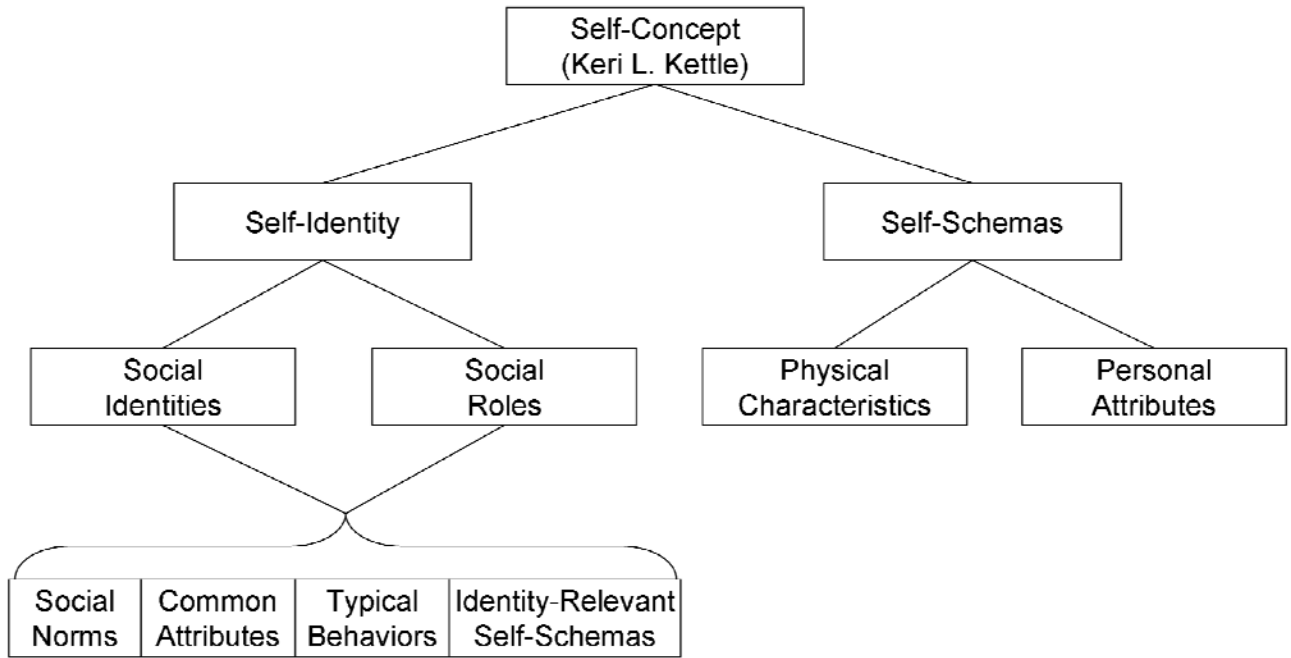 Self-Concept
(Keri L. Kettle)
Self-Identity
Self-Schemas
Social
Identities
Social
Roles
Physical
Characteristics
Personal
Attributes
Social
Norms
Common
Attributes
Typical
Behaviors
Identity-Relevant
Self-Schemas